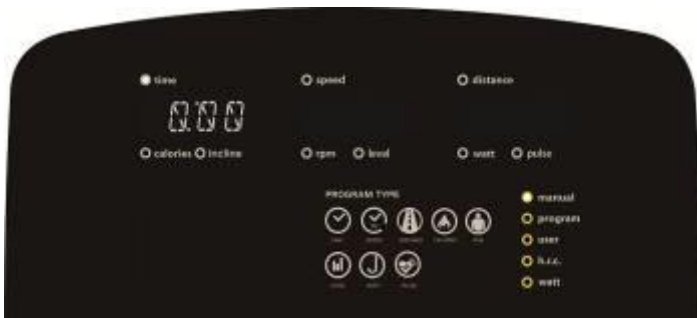 time speed distance
0:00
calories incline rpm level watt pulse
PROGRAM TYPE
manual
program
user
h.r.c.
watt